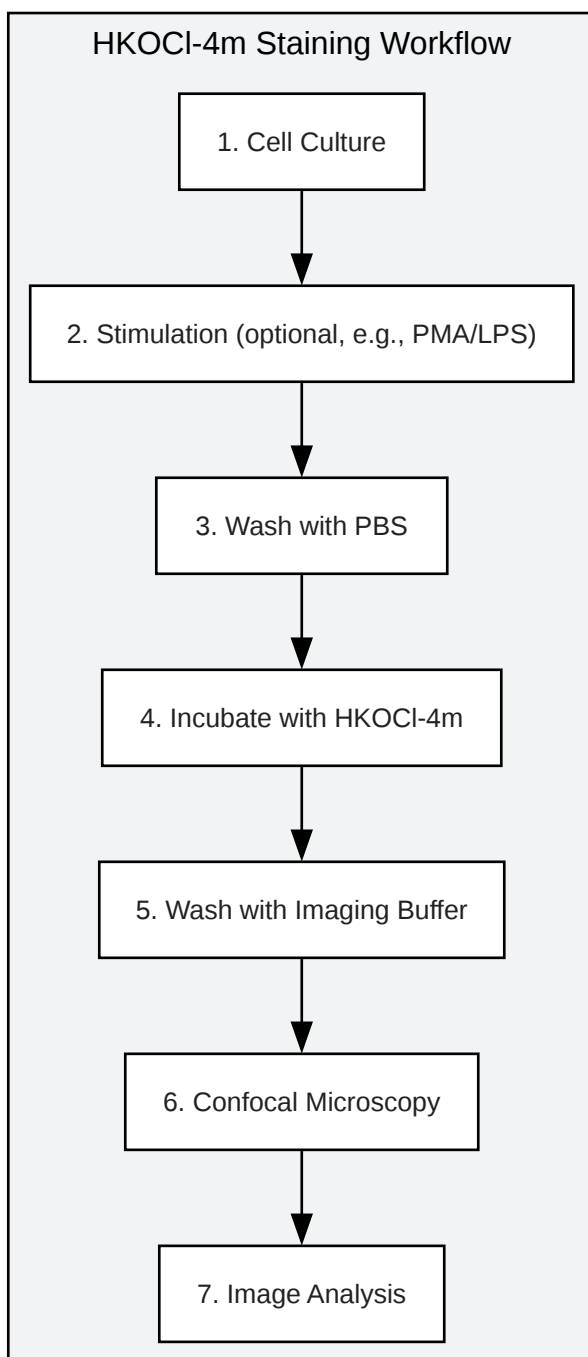 HKOCl-4m Staining Workflow
1. Cell Culture
2. Stimulation (optional, e.g., PMA/LPS)
3. Wash with PBS
4. Incubate with HKOCl-4m
5. Wash with Imaging Buffer
6. Confocal Microscopy
7. Image Analysis